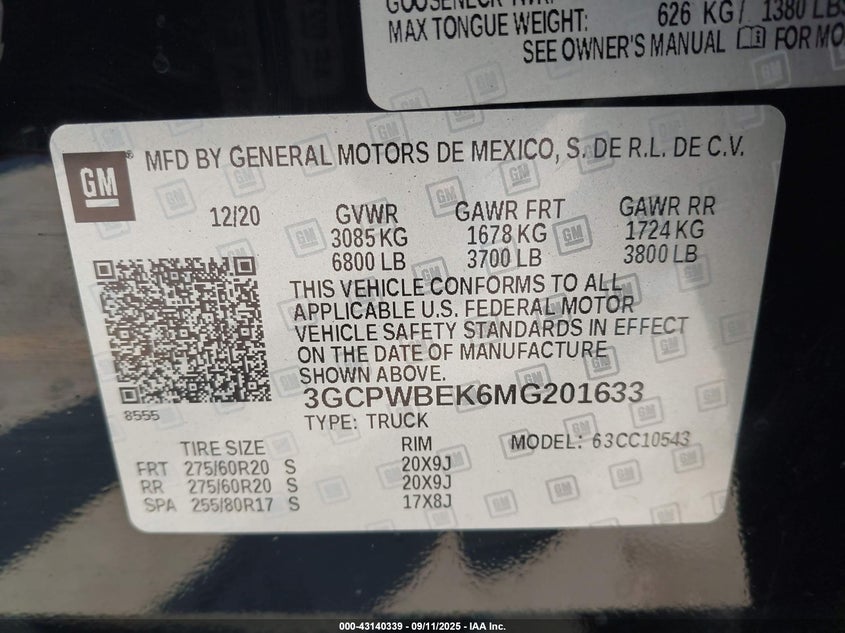 MAX TONGUE WEIGHT: 626 KG/ 1380 LBS
SEE OWNER'S MANUAL FOR MO
GM
MFD BY GENERAL MOTORS DE MEXICO, S. DE R.L. DE C.V.
12/20 GVWR GAWR FRT GAWR RR
3085 KG 1678 KG 1724 KG
6800 LB 3700 LB 3800 LB
THIS VEHICLE CONFORMS TO ALL
APPLICABLE U.S. FEDERAL MOTOR
VEHICLE SAFETY STANDARDS IN EFFECT
ON THE DATE OF MANUFACTURE
SHOWN ABOVE.
3GCPWBEK6MG201633
8555
TYPE: TRUCK
TIRE SIZE RIM MODEL: 63CC10543
FRT 275/60R20 S 20X9J
RR 275/60R20 S 20X9J
SPA 255/80R17 S 17X8J
000-43140339 - 09/11/2025 - IAA Inc.